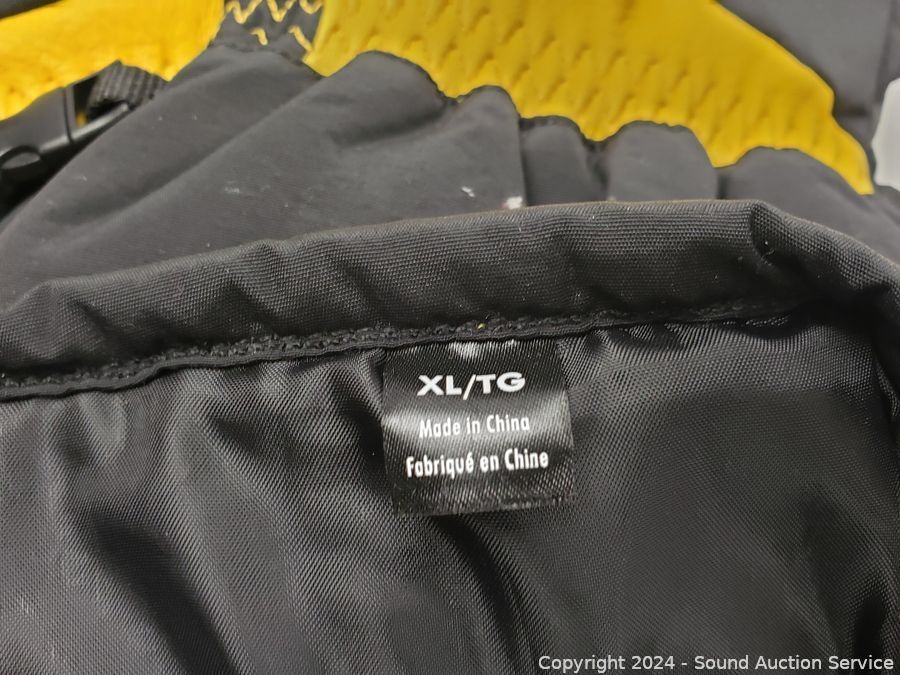 XL/TG
Made in China
Fabriqué en Chine
Copyright 2024 - Sound Auction Service